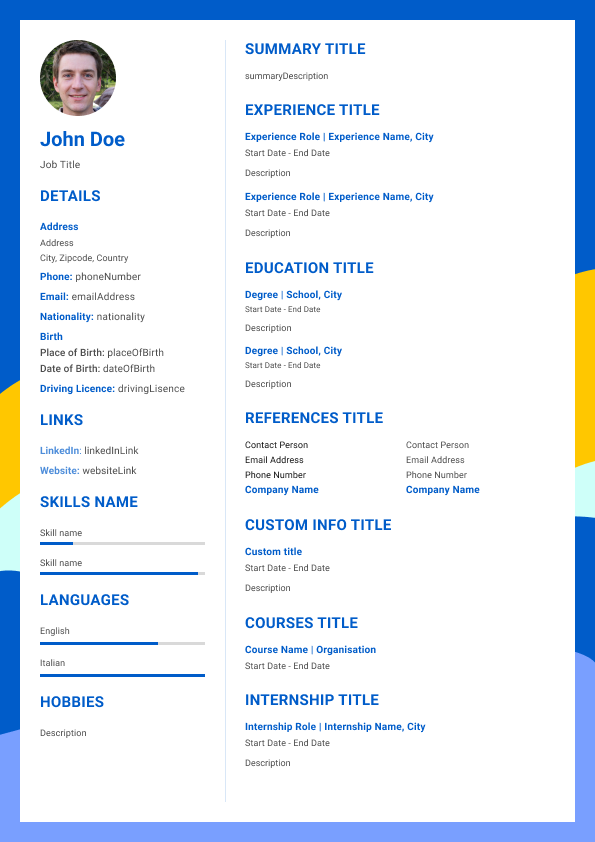 John Doe
Job Title
DETAILS
Address
Address
City, Zipcode, Country
Phone: phoneNumber
Email: emailAddress
Nationality: nationality
Birth
Place of Birth: placeOfBirth
Date of Birth: dateOfBirth
Driving Licence: drivingLisence
LINKS
LinkedIn: linkedInLink
Website: websiteLink
SKILLS NAME
Skill name
Skill name
LANGUAGES
English
Italian
HOBBIES
Description
SUMMARY TITLE
summaryDescription
EXPERIENCE TITLE
Experience Role | Experience Name, City
Start Date - End Date
Description
Experience Role | Experience Name, City
Start Date - End Date
Description
EDUCATION TITLE
Degree | School, City
Start Date - End Date
Description
Degree | School, City
Start Date - End Date
Description
REFERENCES TITLE
Contact Person
Email Address
Phone Number
Company Name
Contact Person
Email Address
Phone Number
Company Name
CUSTOM INFO TITLE
Custom title
Start Date - End Date
Description
COURSES TITLE
Course Name | Organisation
Start Date - End Date
INTERNSHIP TITLE
Internship Role | Internship Name, City
Start Date - End Date
Description